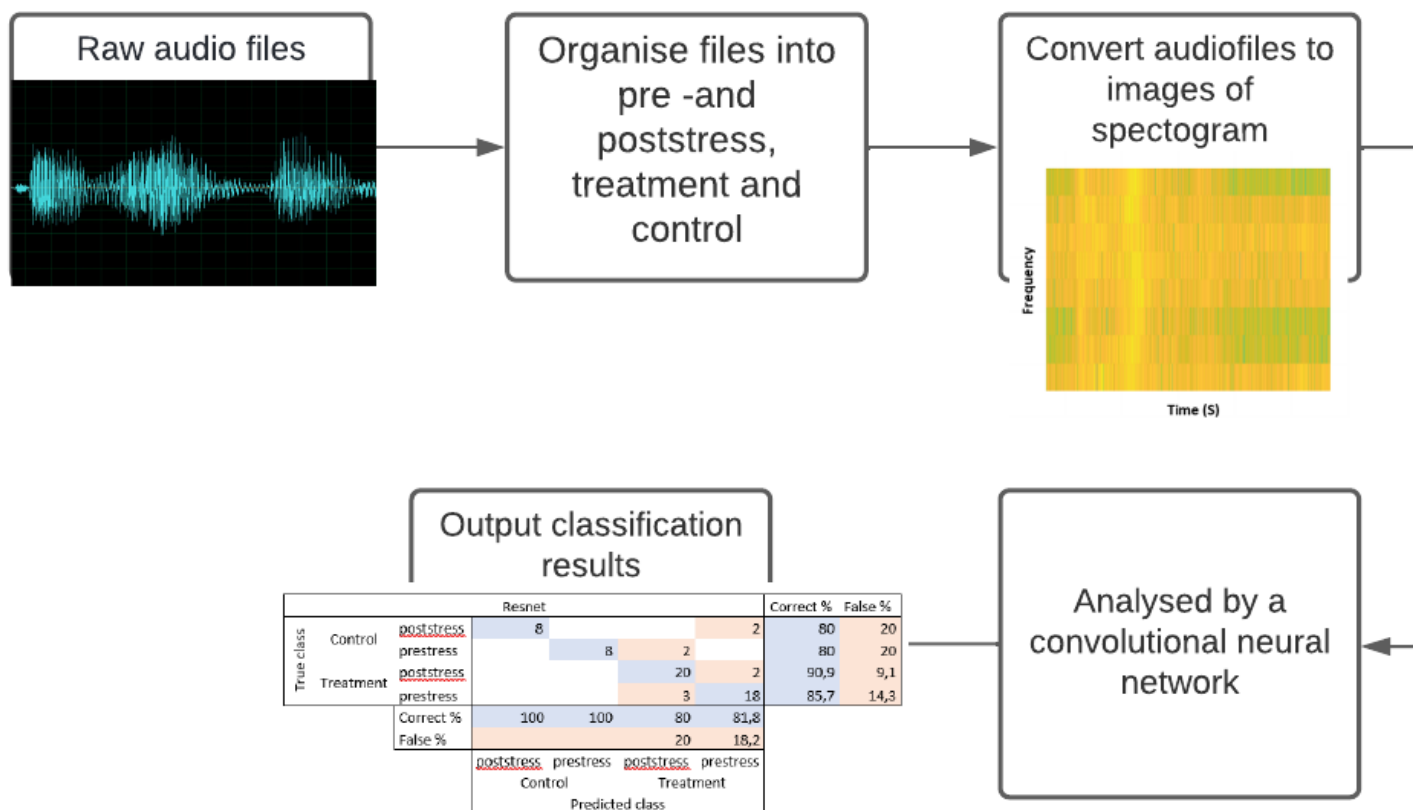 Raw audio files
Organise files into
pre -and
poststress,
treatment and
control
Convert audiofiles to
images of
spectogram
Frequency
Time (S)
Output classification
results
Resnet Correct % False %
True class
Control poststress 8 2 80 20
prestress 8 2 80 20
Treatment poststress 20 2 90,9 9,1
prestress 3 18 85,7 14,3
Correct % 100 100 80 81,8
False % 20 18,2
poststress prestress poststress prestress
Control Treatment
Predicted class
Analysed by a
convolutional neural
network